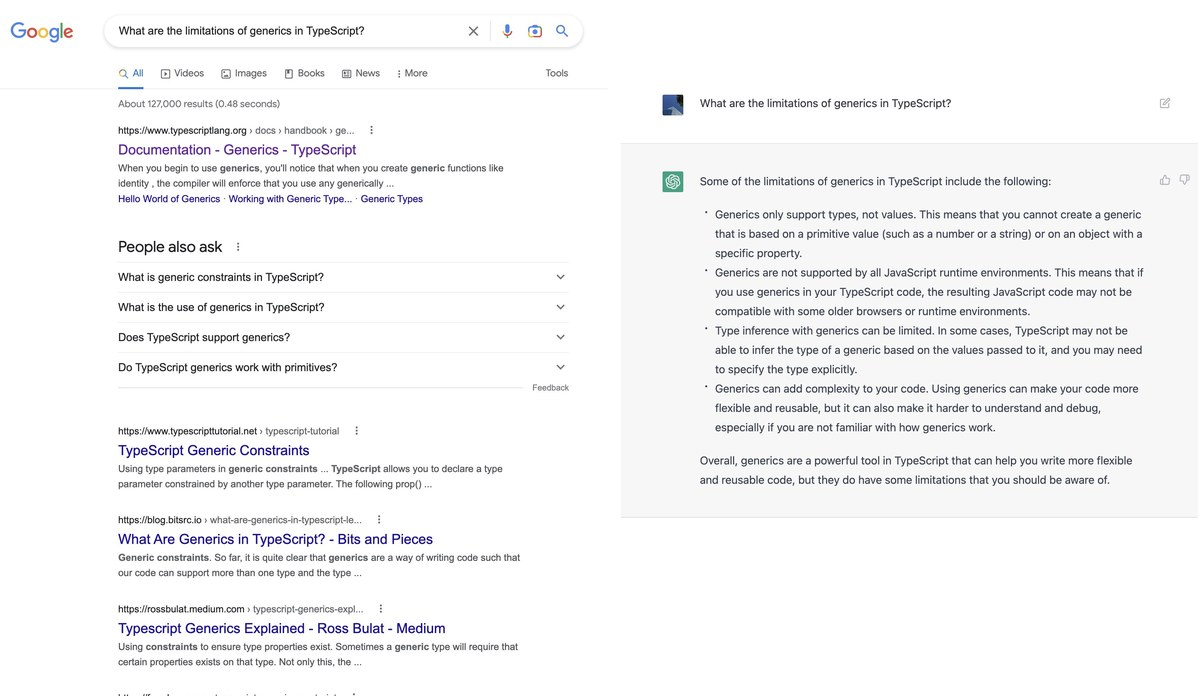 Google
What are the limitations of generics in TypeScript?
All Videos Images Books News More Tools
About 127,000 results (0.48 seconds)
https://www.typescriptlang.org › docs › handbook › ge...
Documentation - Generics - TypeScript
When you begin to use generics, you'll notice that when you create generic functions like
identity , the compiler will enforce that you use any generically ...
Hello World of Generics · Working with Generic Type... · Generic Types
People also ask
What is generic constraints in TypeScript?
What is the use of generics in TypeScript?
Does TypeScript support generics?
Do TypeScript generics work with primitives?
Feedback
https://www.typescripttutorial.net › typescript-tutorial
TypeScript Generic Constraints
Using type parameters in generic constraints ... TypeScript allows you to declare a type
parameter constrained by another type parameter. The following prop() ...
https://blog.bitsrc.io › what-are-generics-in-typescript-le...
What Are Generics in TypeScript? - Bits and Pieces
Generic constraints. So far, it is quite clear that generics are a way of writing code such that
our code can support more than one type and the type ...
https://rossbulat.medium.com › typescript-generics-expl...
Typescript Generics Explained - Ross Bulat - Medium
Using constraints to ensure type properties exist. Sometimes a generic type will require that
certain properties exists on that type. Not only this, the ...
What are the limitations of generics in TypeScript?
Some of the limitations of generics in TypeScript include the following:
· Generics only support types, not values. This means that you cannot create a generic
that is based on a primitive value (such as a number or a string) or on an object with a
specific property.
· Generics are not supported by all JavaScript runtime environments. This means that if
you use generics in your TypeScript code, the resulting JavaScript code may not be
compatible with some older browsers or runtime environments.
· Type inference with generics can be limited. In some cases, TypeScript may not be
able to infer the type of a generic based on the values passed to it, and you may need
to specify the type explicitly.
· Generics can add complexity to your code. Using generics can make your code more
flexible and reusable, but it can also make it harder to understand and debug,
especially if you are not familiar with how generics work.
Overall, generics are a powerful tool in TypeScript that can help you write more flexible
and reusable code, but they do have some limitations that you should be aware of.